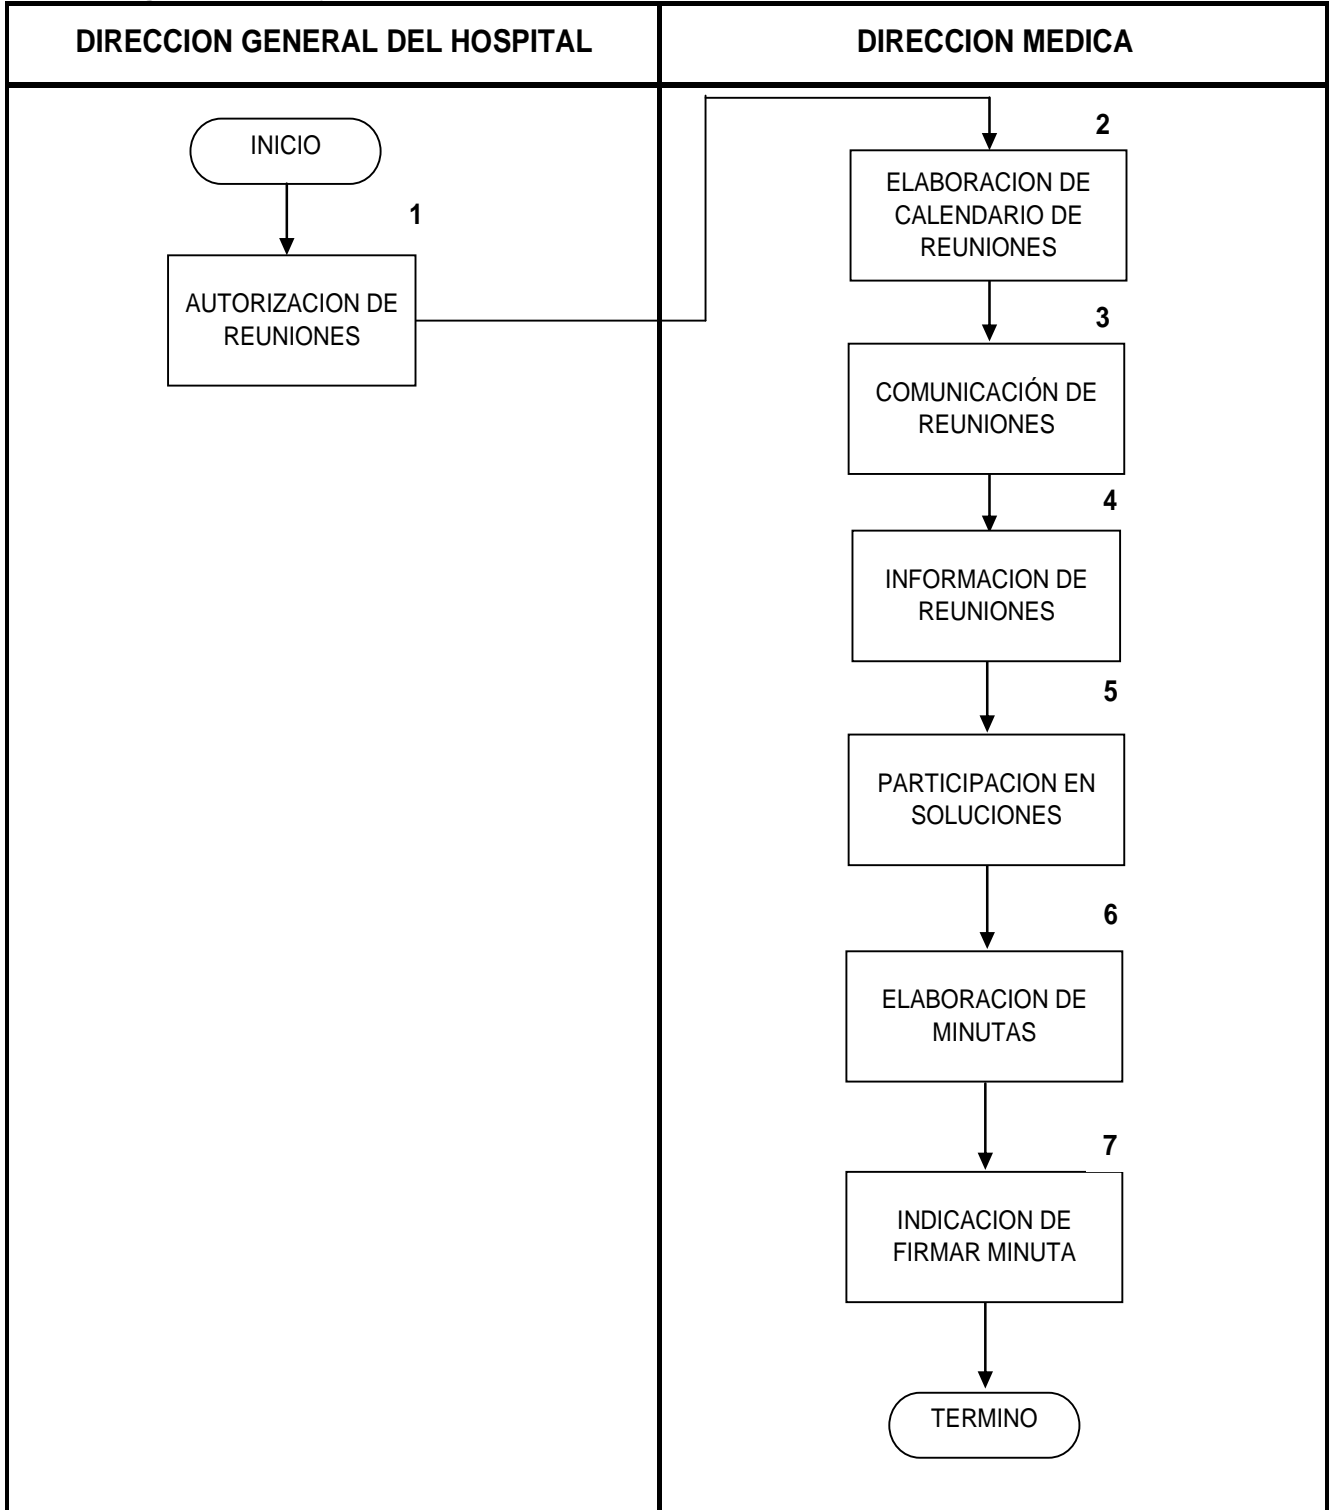 DIRECCION GENERAL DEL HOSPITAL
DIRECCION MEDICA
INICIO
1
AUTORIZACION DE
REUNIONES
2
ELABORACION DE
CALENDARIO DE
REUNIONES
3
COMUNICACIÓN DE
REUNIONES
4
INFORMACION DE
REUNIONES
5
PARTICIPACION EN
SOLUCIONES
6
ELABORACION DE
MINUTAS
7
INDICACION DE
FIRMAR MINUTA
TERMINO